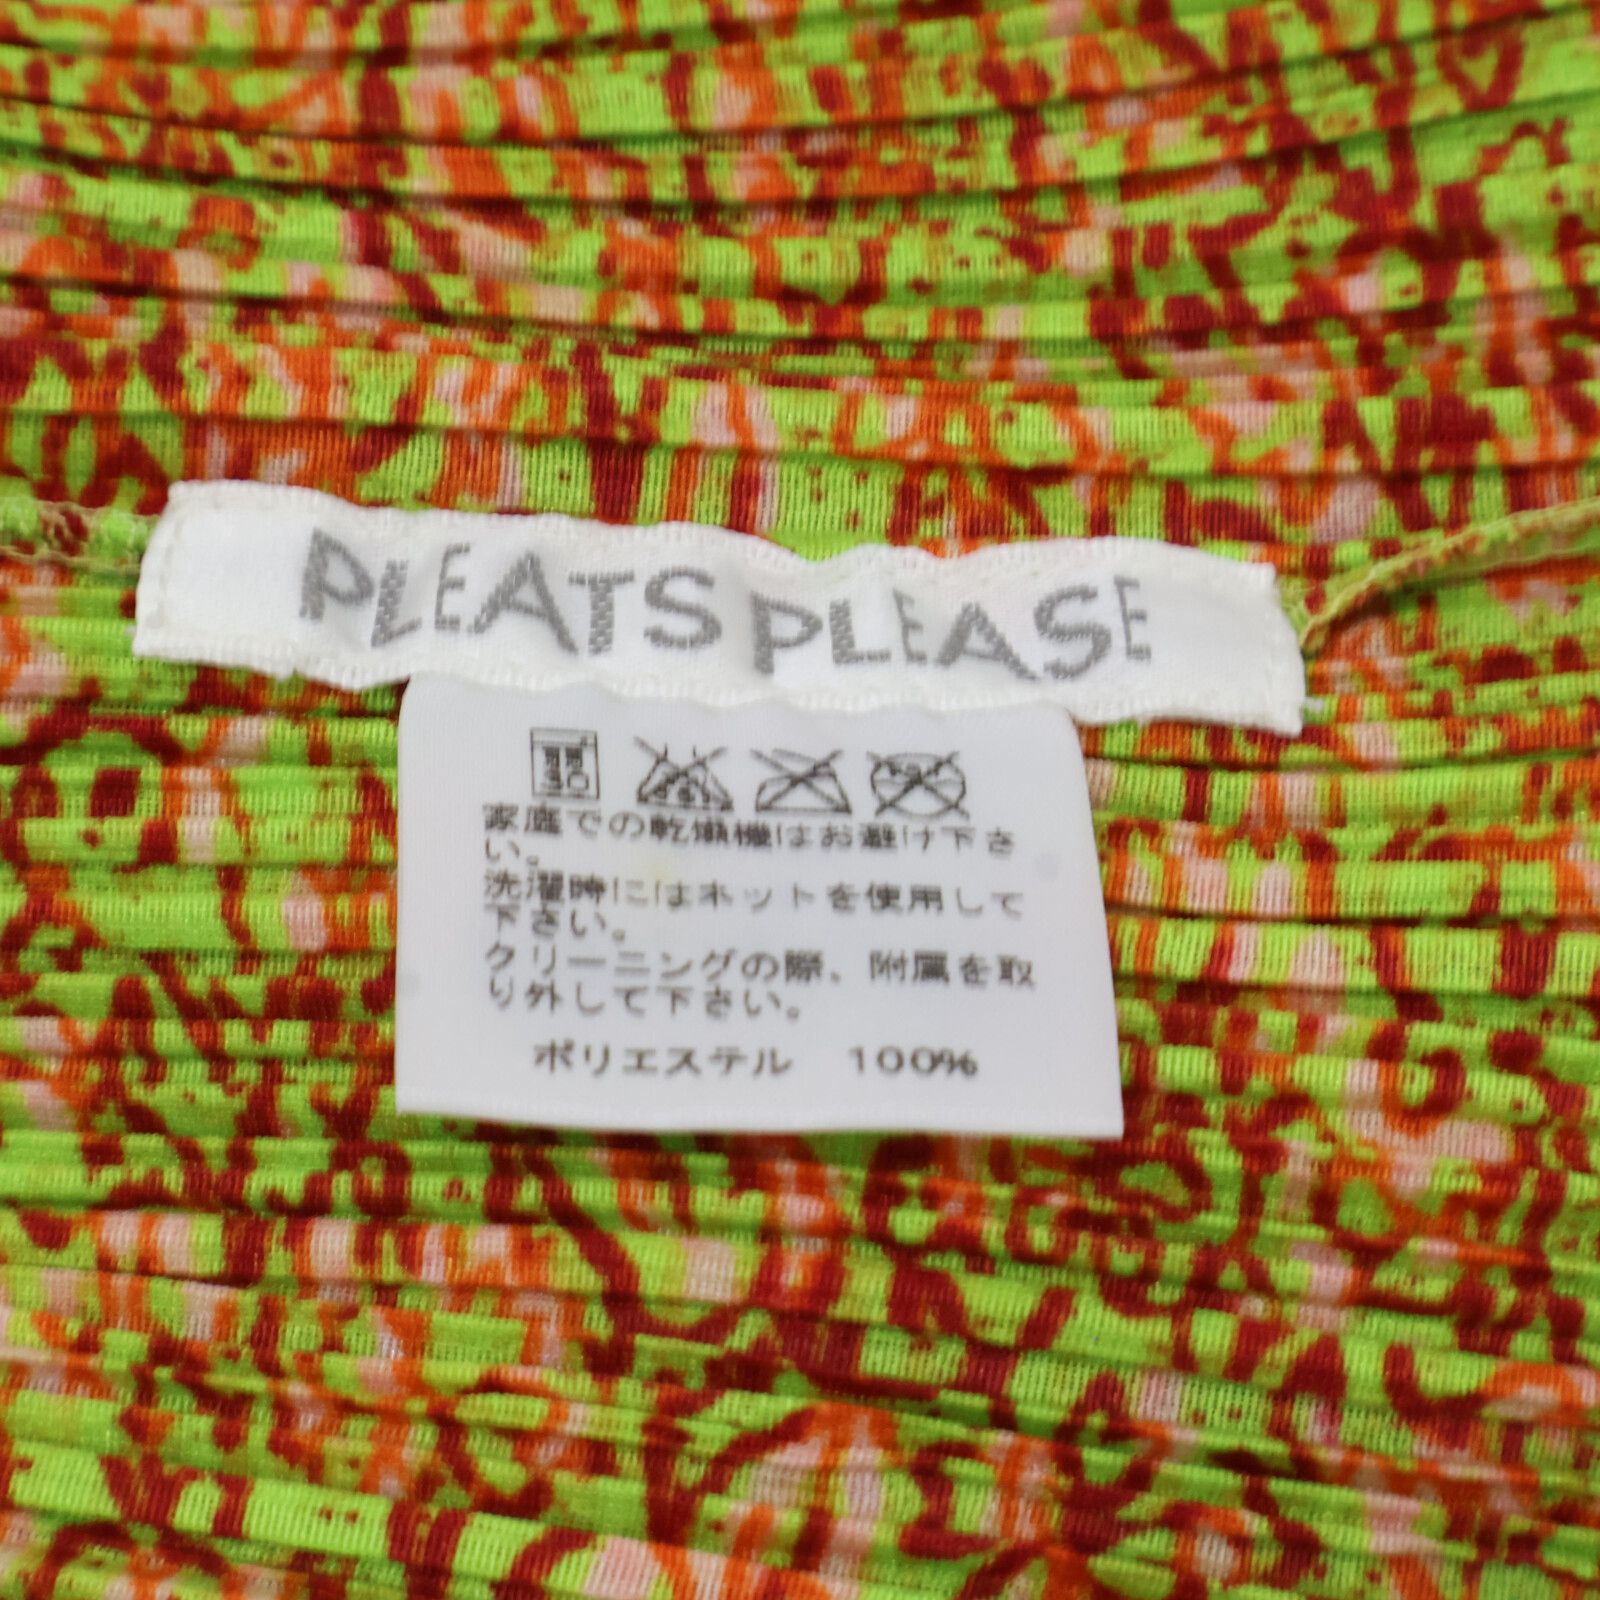 PLEATS PLEASE
30
家庭での乾燥機はお避け下さ
い。
洗濯時にはネットを使用して
下さい。
クリーニングの際、附属を取
り外して下さい。
ポリエステル 100%